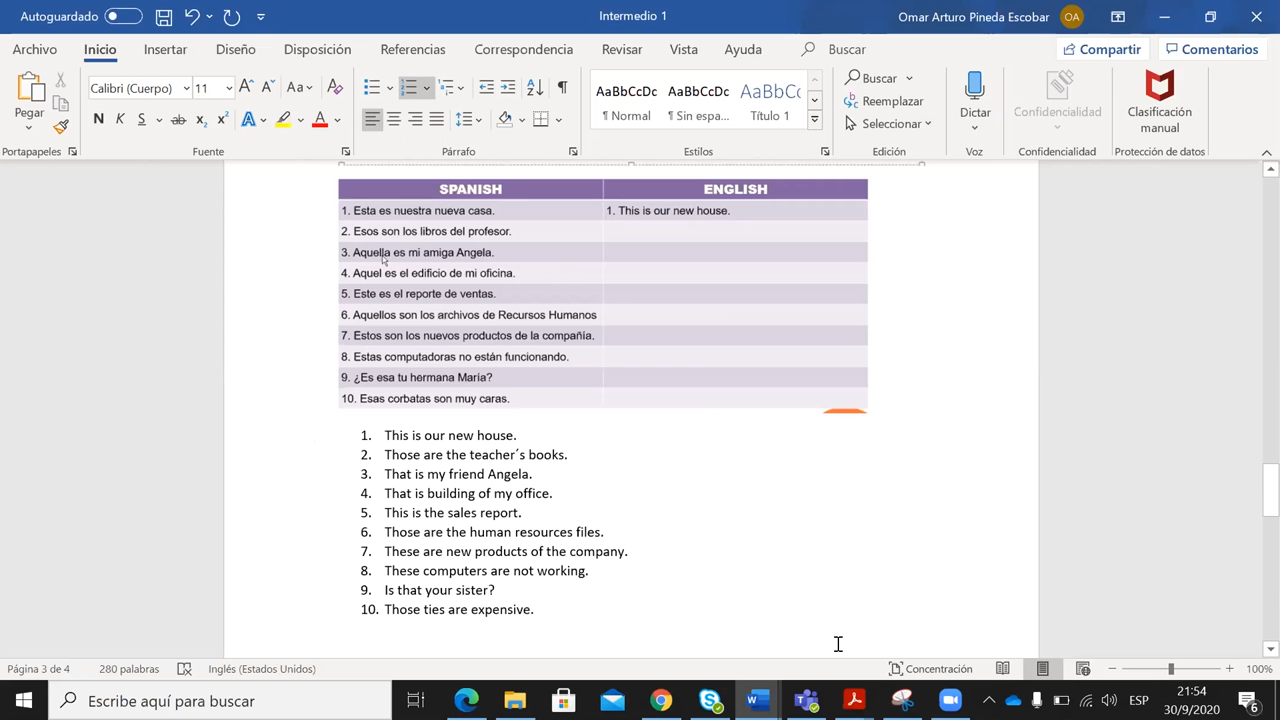 Autoguardado
Intermedio 1
Omar Arturo Pineda Escobar
OA
Archivo
Inicio
Insertar
Diseño
Disposición
Referencias
Correspondencia
Revisar
Vista
Ayuda
Buscar
Compartir
Comentarios
Pegar
Calibri (Cuerpo)
11
Aa
N K S ab x₂ x²
AaBbCcDc AaBbCcDc AaBbCc
¶ Normal ¶ Sin espa... Título 1
Buscar
Reemplazar
Seleccionar
Dictar
Confidencialidad
Clasificación
manual
Portapapeles
Fuente
Párrafo
Estilos
Edición
Voz
Confidencialidad
Protección de datos
SPANISH ENGLISH
1. Esta es nuestra nueva casa. 1. This is our new house.
2. Esos son los libros del profesor.
3. Aquella es mi amiga Angela.
4. Aquel es el edificio de mi oficina.
5. Este es el reporte de ventas.
6. Aquellos son los archivos de Recursos Humanos
7. Estos son los nuevos productos de la compañía.
8. Estas computadoras no están funcionando.
9. ¿Es esa tu hermana María?
10. Esas corbatas son muy caras.
1. This is our new house.
2. Those are the teacher´s books.
3. That is my friend Angela.
4. That is building of my office.
5. This is the sales report.
6. Those are the human resources files.
7. These are new products of the company.
8. These computers are not working.
9. Is that your sister?
10. Those ties are expensive.
Página 3 de 4
280 palabras
Inglés (Estados Unidos)
Concentración
100%
Escribe aquí para buscar
ESP
21:54
30/9/2020
6